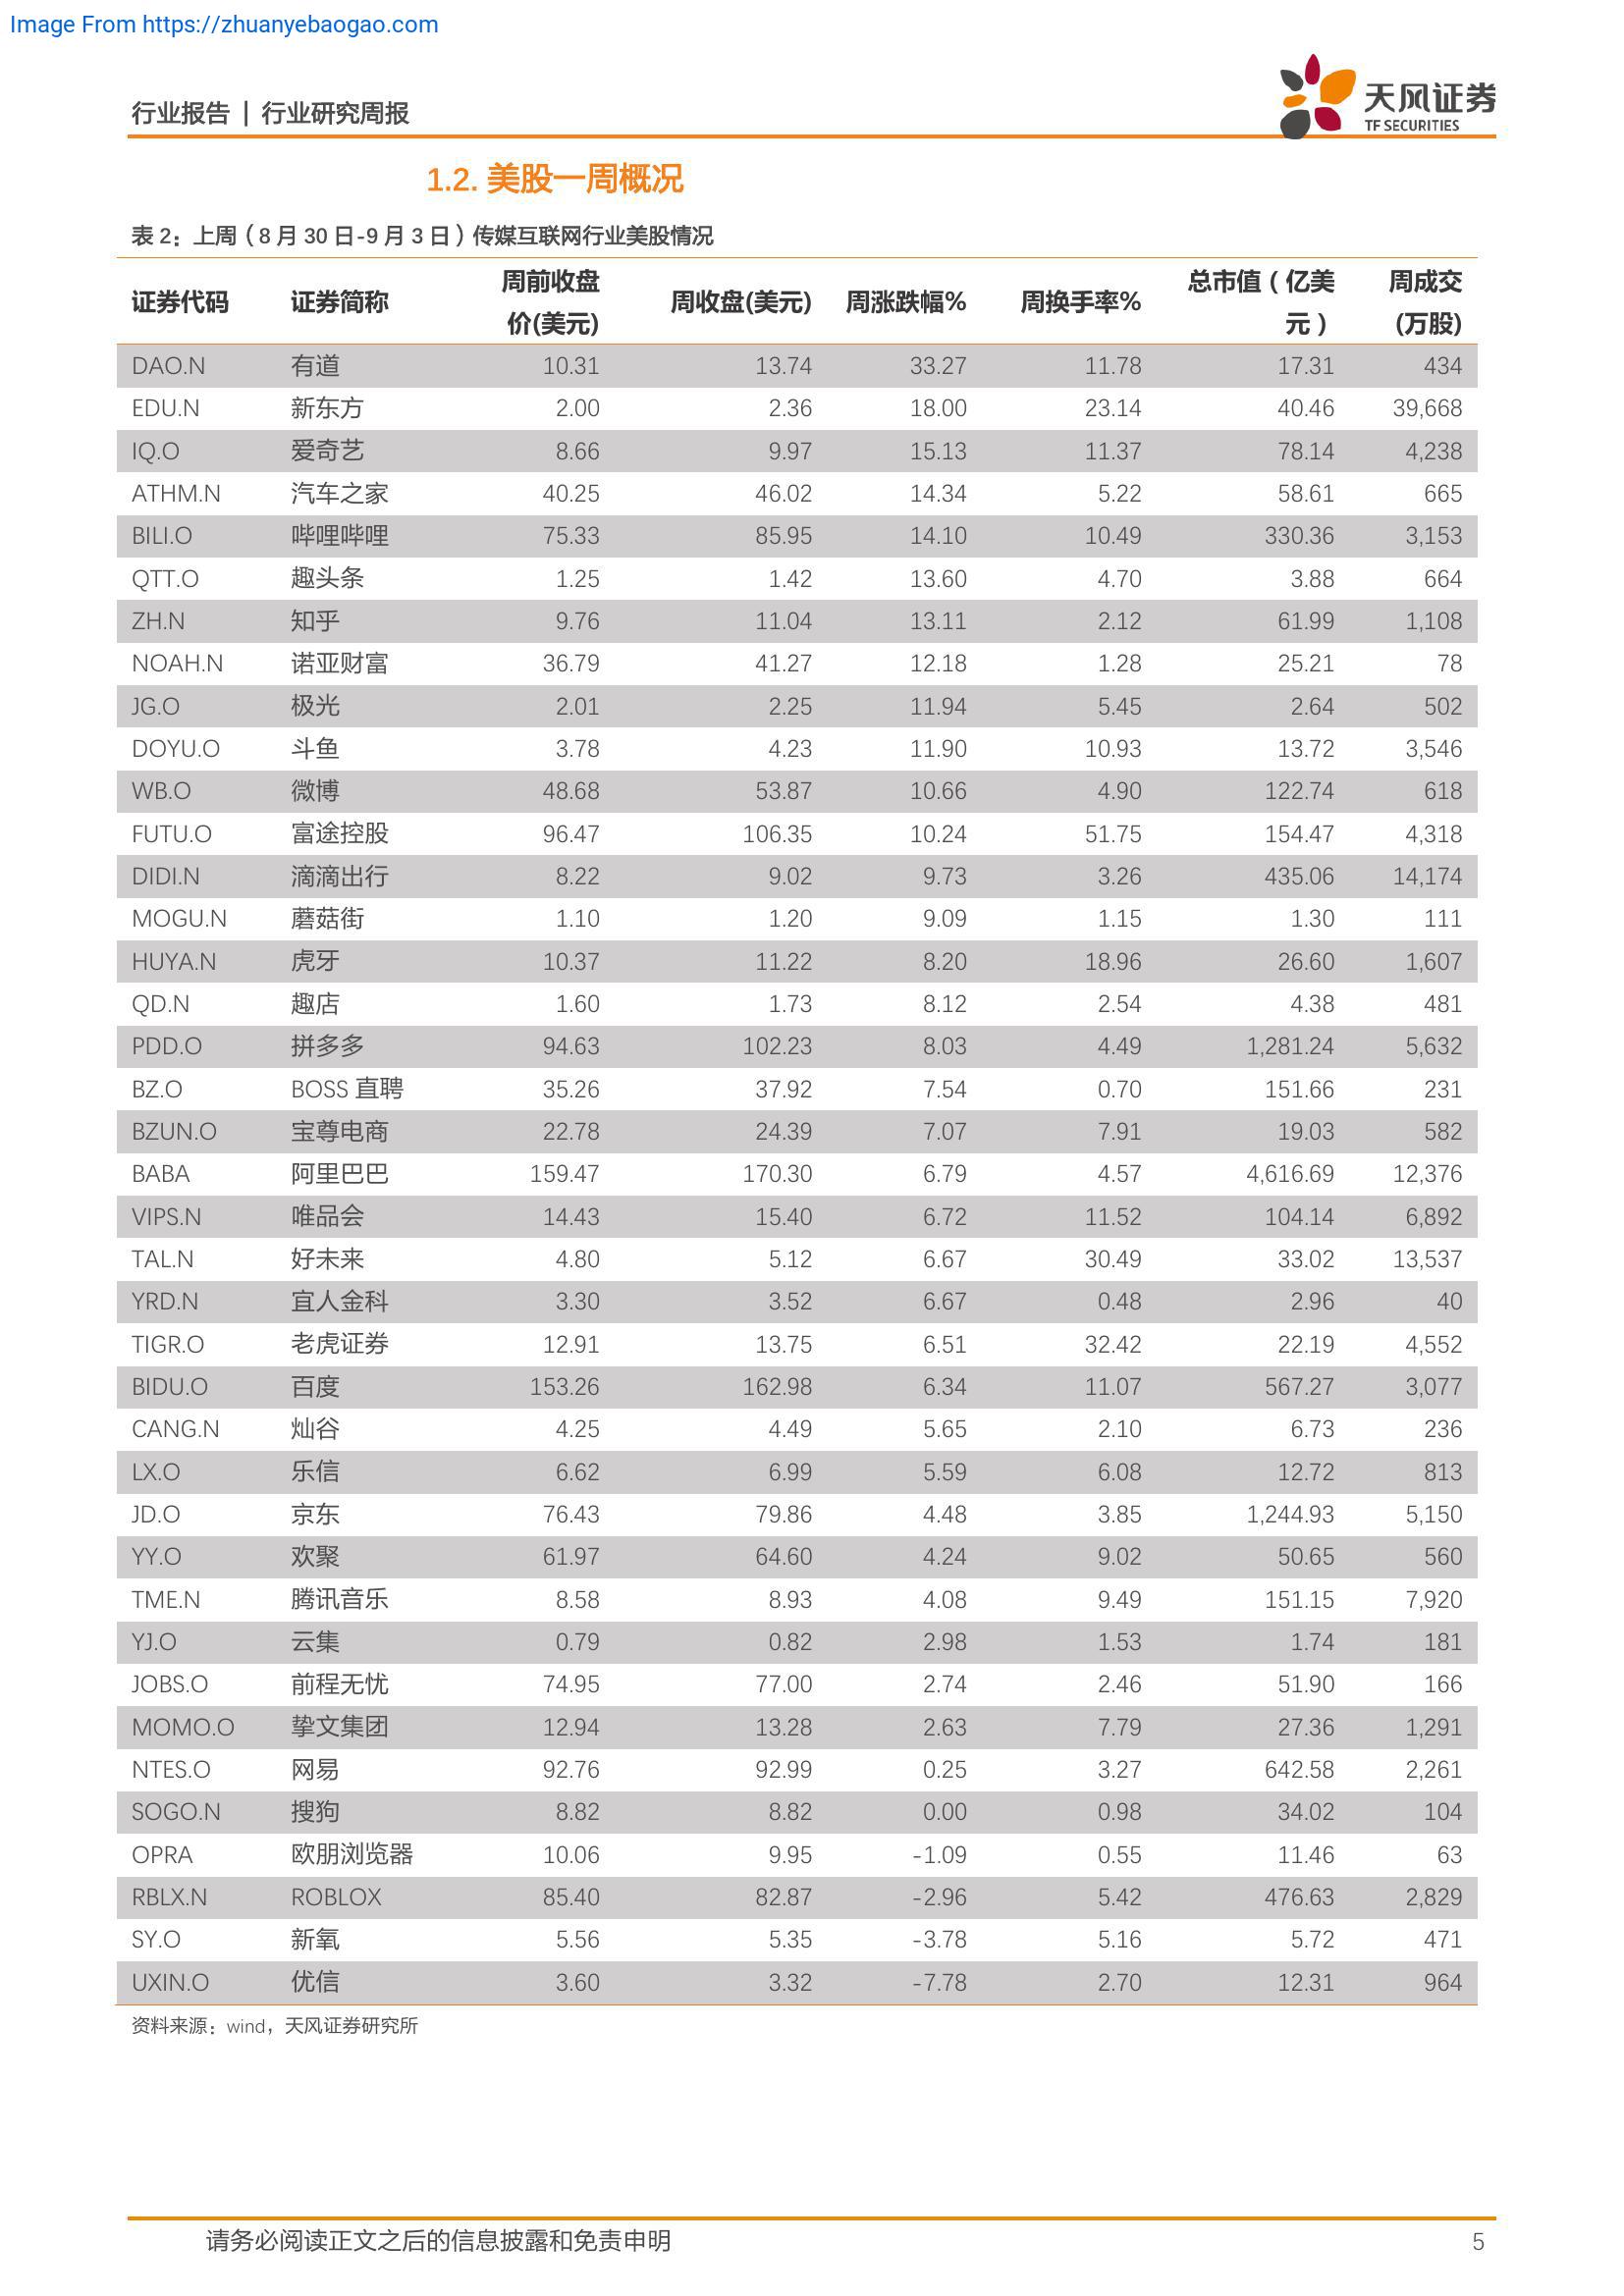 Image From https://zhuanyebaogao.com
行业报告 | 行业研究周报
天风证券
TF SECURITIES
1.2. 美股一周概况
表 2：上周（8 月 30 日-9 月 3 日）传媒互联网行业美股情况
证券代码 证券简称 周前收盘价(美元) 周收盘(美元) 周涨跌幅% 周换手率% 总市值（亿美元） 周成交(万股)
DAO.N 有道 10.31 13.74 33.27 11.78 17.31 434
EDU.N 新东方 2.00 2.36 18.00 23.14 40.46 39,668
IQ.O 爱奇艺 8.66 9.97 15.13 11.37 78.14 4,238
ATHM.N 汽车之家 40.25 46.02 14.34 5.22 58.61 665
BILI.O 哔哩哔哩 75.33 85.95 14.10 10.49 330.36 3,153
QTT.O 趣头条 1.25 1.42 13.60 4.70 3.88 664
ZH.N 知乎 9.76 11.04 13.11 2.12 61.99 1,108
NOAH.N 诺亚财富 36.79 41.27 12.18 1.28 25.21 78
JG.O 极光 2.01 2.25 11.94 5.45 2.64 502
DOYU.O 斗鱼 3.78 4.23 11.90 10.93 13.72 3,546
WB.O 微博 48.68 53.87 10.66 4.90 122.74 618
FUTU.O 富途控股 96.47 106.35 10.24 51.75 154.47 4,318
DIDI.N 滴滴出行 8.22 9.02 9.73 3.26 435.06 14,174
MOGU.N 蘑菇街 1.10 1.20 9.09 1.15 1.30 111
HUYA.N 虎牙 10.37 11.22 8.20 18.96 26.60 1,607
QD.N 趣店 1.60 1.73 8.12 2.54 4.38 481
PDD.O 拼多多 94.63 102.23 8.03 4.49 1,281.24 5,632
BZ.O BOSS 直聘 35.26 37.92 7.54 0.70 151.66 231
BZUN.O 宝尊电商 22.78 24.39 7.07 7.91 19.03 582
BABA 阿里巴巴 159.47 170.30 6.79 4.57 4,616.69 12,376
VIPS.N 唯品会 14.43 15.40 6.72 11.52 104.14 6,892
TAL.N 好未来 4.80 5.12 6.67 30.49 33.02 13,537
YRD.N 宜人金科 3.30 3.52 6.67 0.48 2.96 40
TIGR.O 老虎证券 12.91 13.75 6.51 32.42 22.19 4,552
BIDU.O 百度 153.26 162.98 6.34 11.07 567.27 3,077
CANG.N 灿谷 4.25 4.49 5.65 2.10 6.73 236
LX.O 乐信 6.62 6.99 5.59 6.08 12.72 813
JD.O 京东 76.43 79.86 4.48 3.85 1,244.93 5,150
YY.O 欢聚 61.97 64.60 4.24 9.02 50.65 560
TME.N 腾讯音乐 8.58 8.93 4.08 9.49 151.15 7,920
YJ.O 云集 0.79 0.82 2.98 1.53 1.74 181
JOBS.O 前程无忧 74.95 77.00 2.74 2.46 51.90 166
MOMO.O 挚文集团 12.94 13.28 2.63 7.79 27.36 1,291
NTES.O 网易 92.76 92.99 0.25 3.27 642.58 2,261
SOGO.N 搜狗 8.82 8.82 0.00 0.98 34.02 104
OPRA 欧朋浏览器 10.06 9.95 -1.09 0.55 11.46 63
RBLX.N ROBLOX 85.40 82.87 -2.96 5.42 476.63 2,829
SY.O 新氧 5.56 5.35 -3.78 5.16 5.72 471
UXIN.O 优信 3.60 3.32 -7.78 2.70 12.31 964
资料来源：wind，天风证券研究所
请务必阅读正文之后的信息披露和免责申明 5